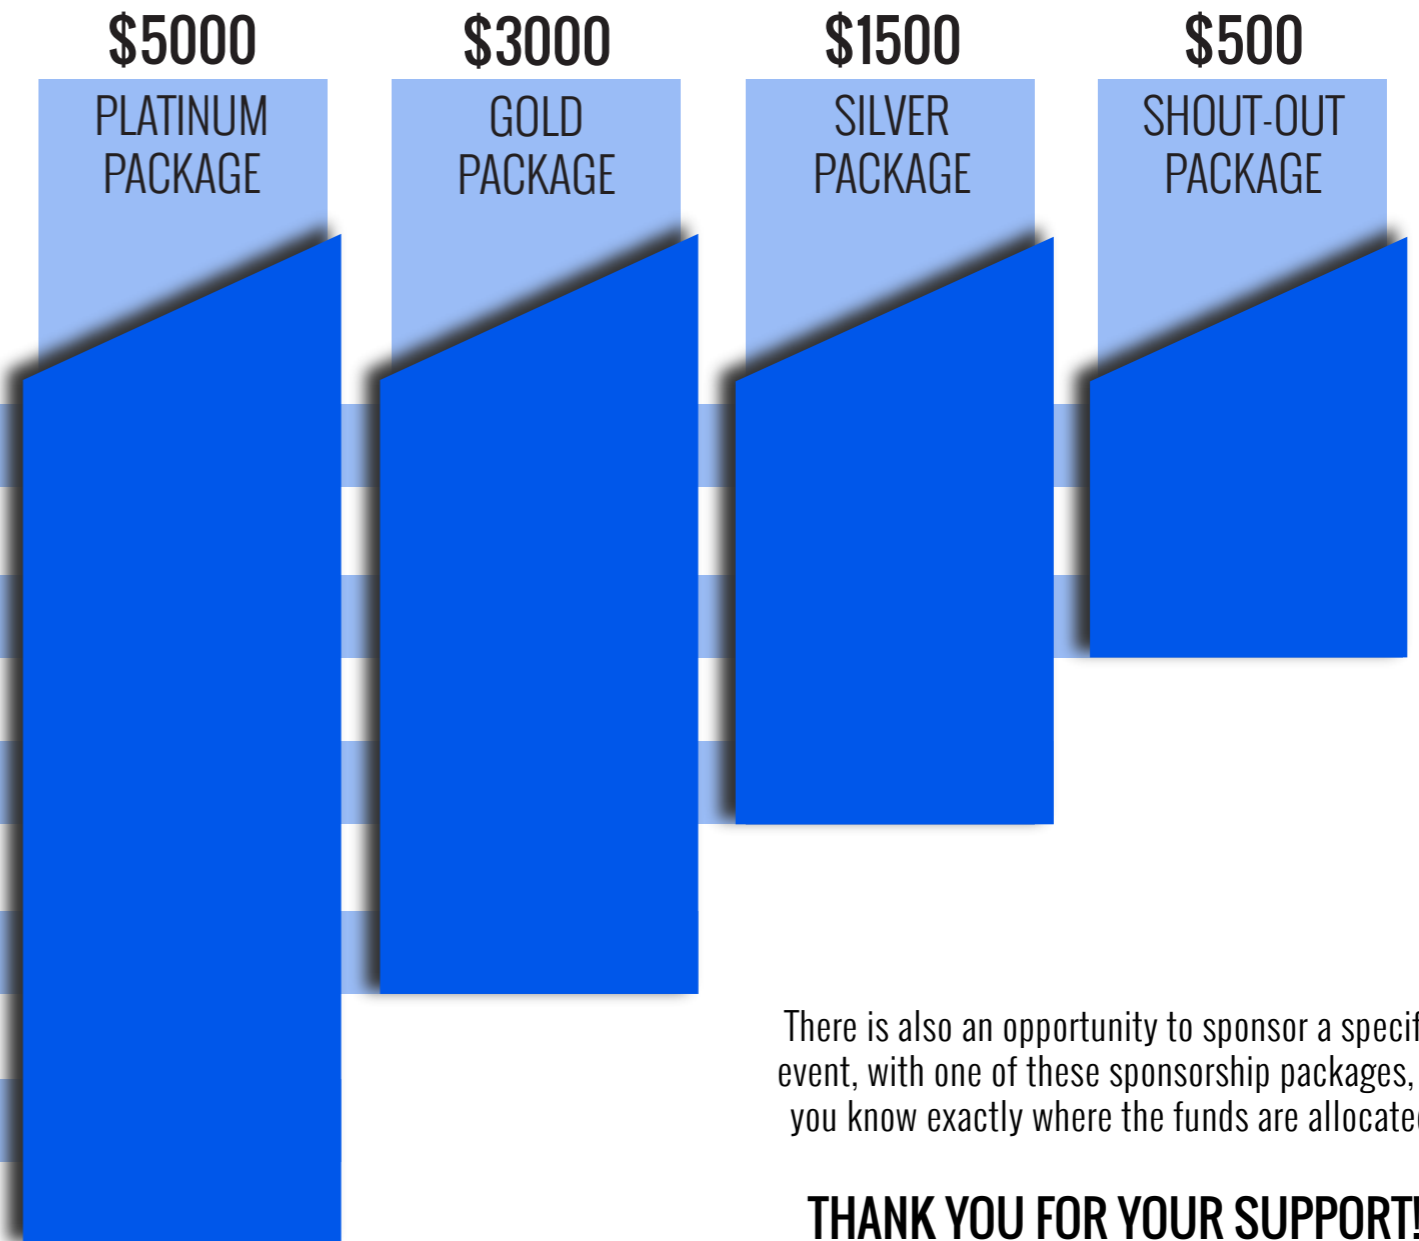 $5000
PLATINUM
PACKAGE
$3000
GOLD
PACKAGE
$1500
SILVER
PACKAGE
$500
SHOUT-OUT
PACKAGE
There is also an opportunity to sponsor a
event, with one of these sponsorship packages,
you know exactly where the funds are
THANK YOU FOR YOUR SUPPORT!